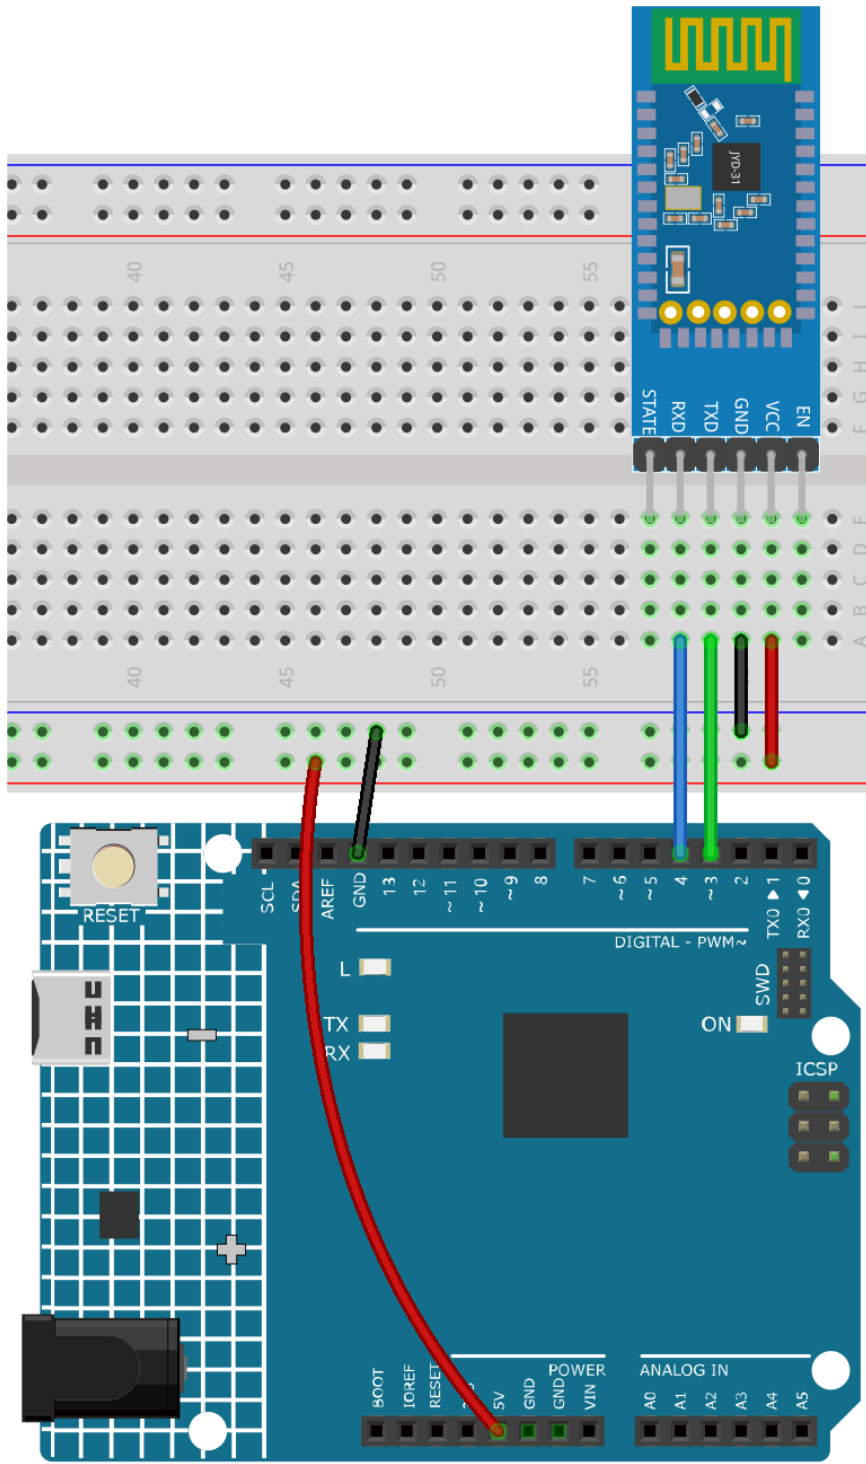 JYD-31
40 45 50 55
J
I
H
G
F
STATE RXD TXD GND VCC EN
E
D
C
B
A
40 45 50 55
RESET
SCL SDA AREF GND 13 12 ~11 ~10 ~9 8 7 ~6 ~5 4 ~3 2 TX0 ▶ 1 RX0 ◀ 0
DIGITAL - PWM~
L
TX
RX
ON
SWD
ICSP
POWER
ANALOG IN
BOOT IOREF RESET 5V GND GND VIN A0 A1 A2 A3 A4 A5